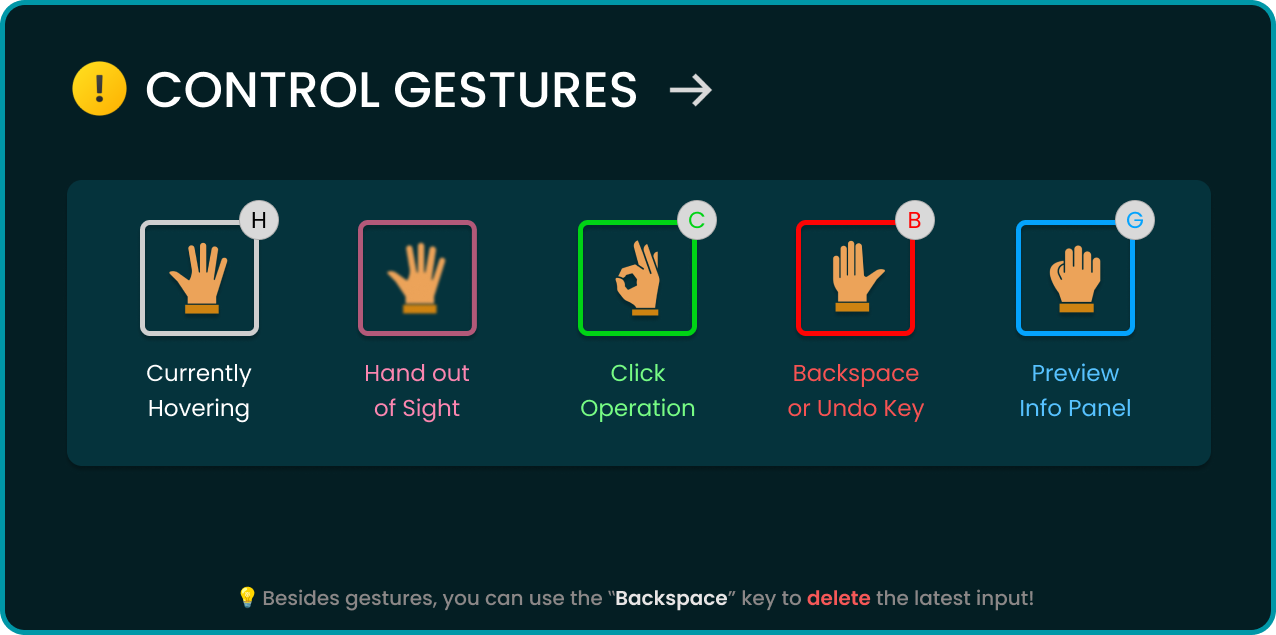 ! CONTROL GESTURES →
H
C
B
G
Currently
Hovering
Hand out
of Sight
Click
Operation
Backspace
or Undo Key
Preview
Info Panel
💡 Besides gestures, you can use the “Backspace” key to delete the latest input!